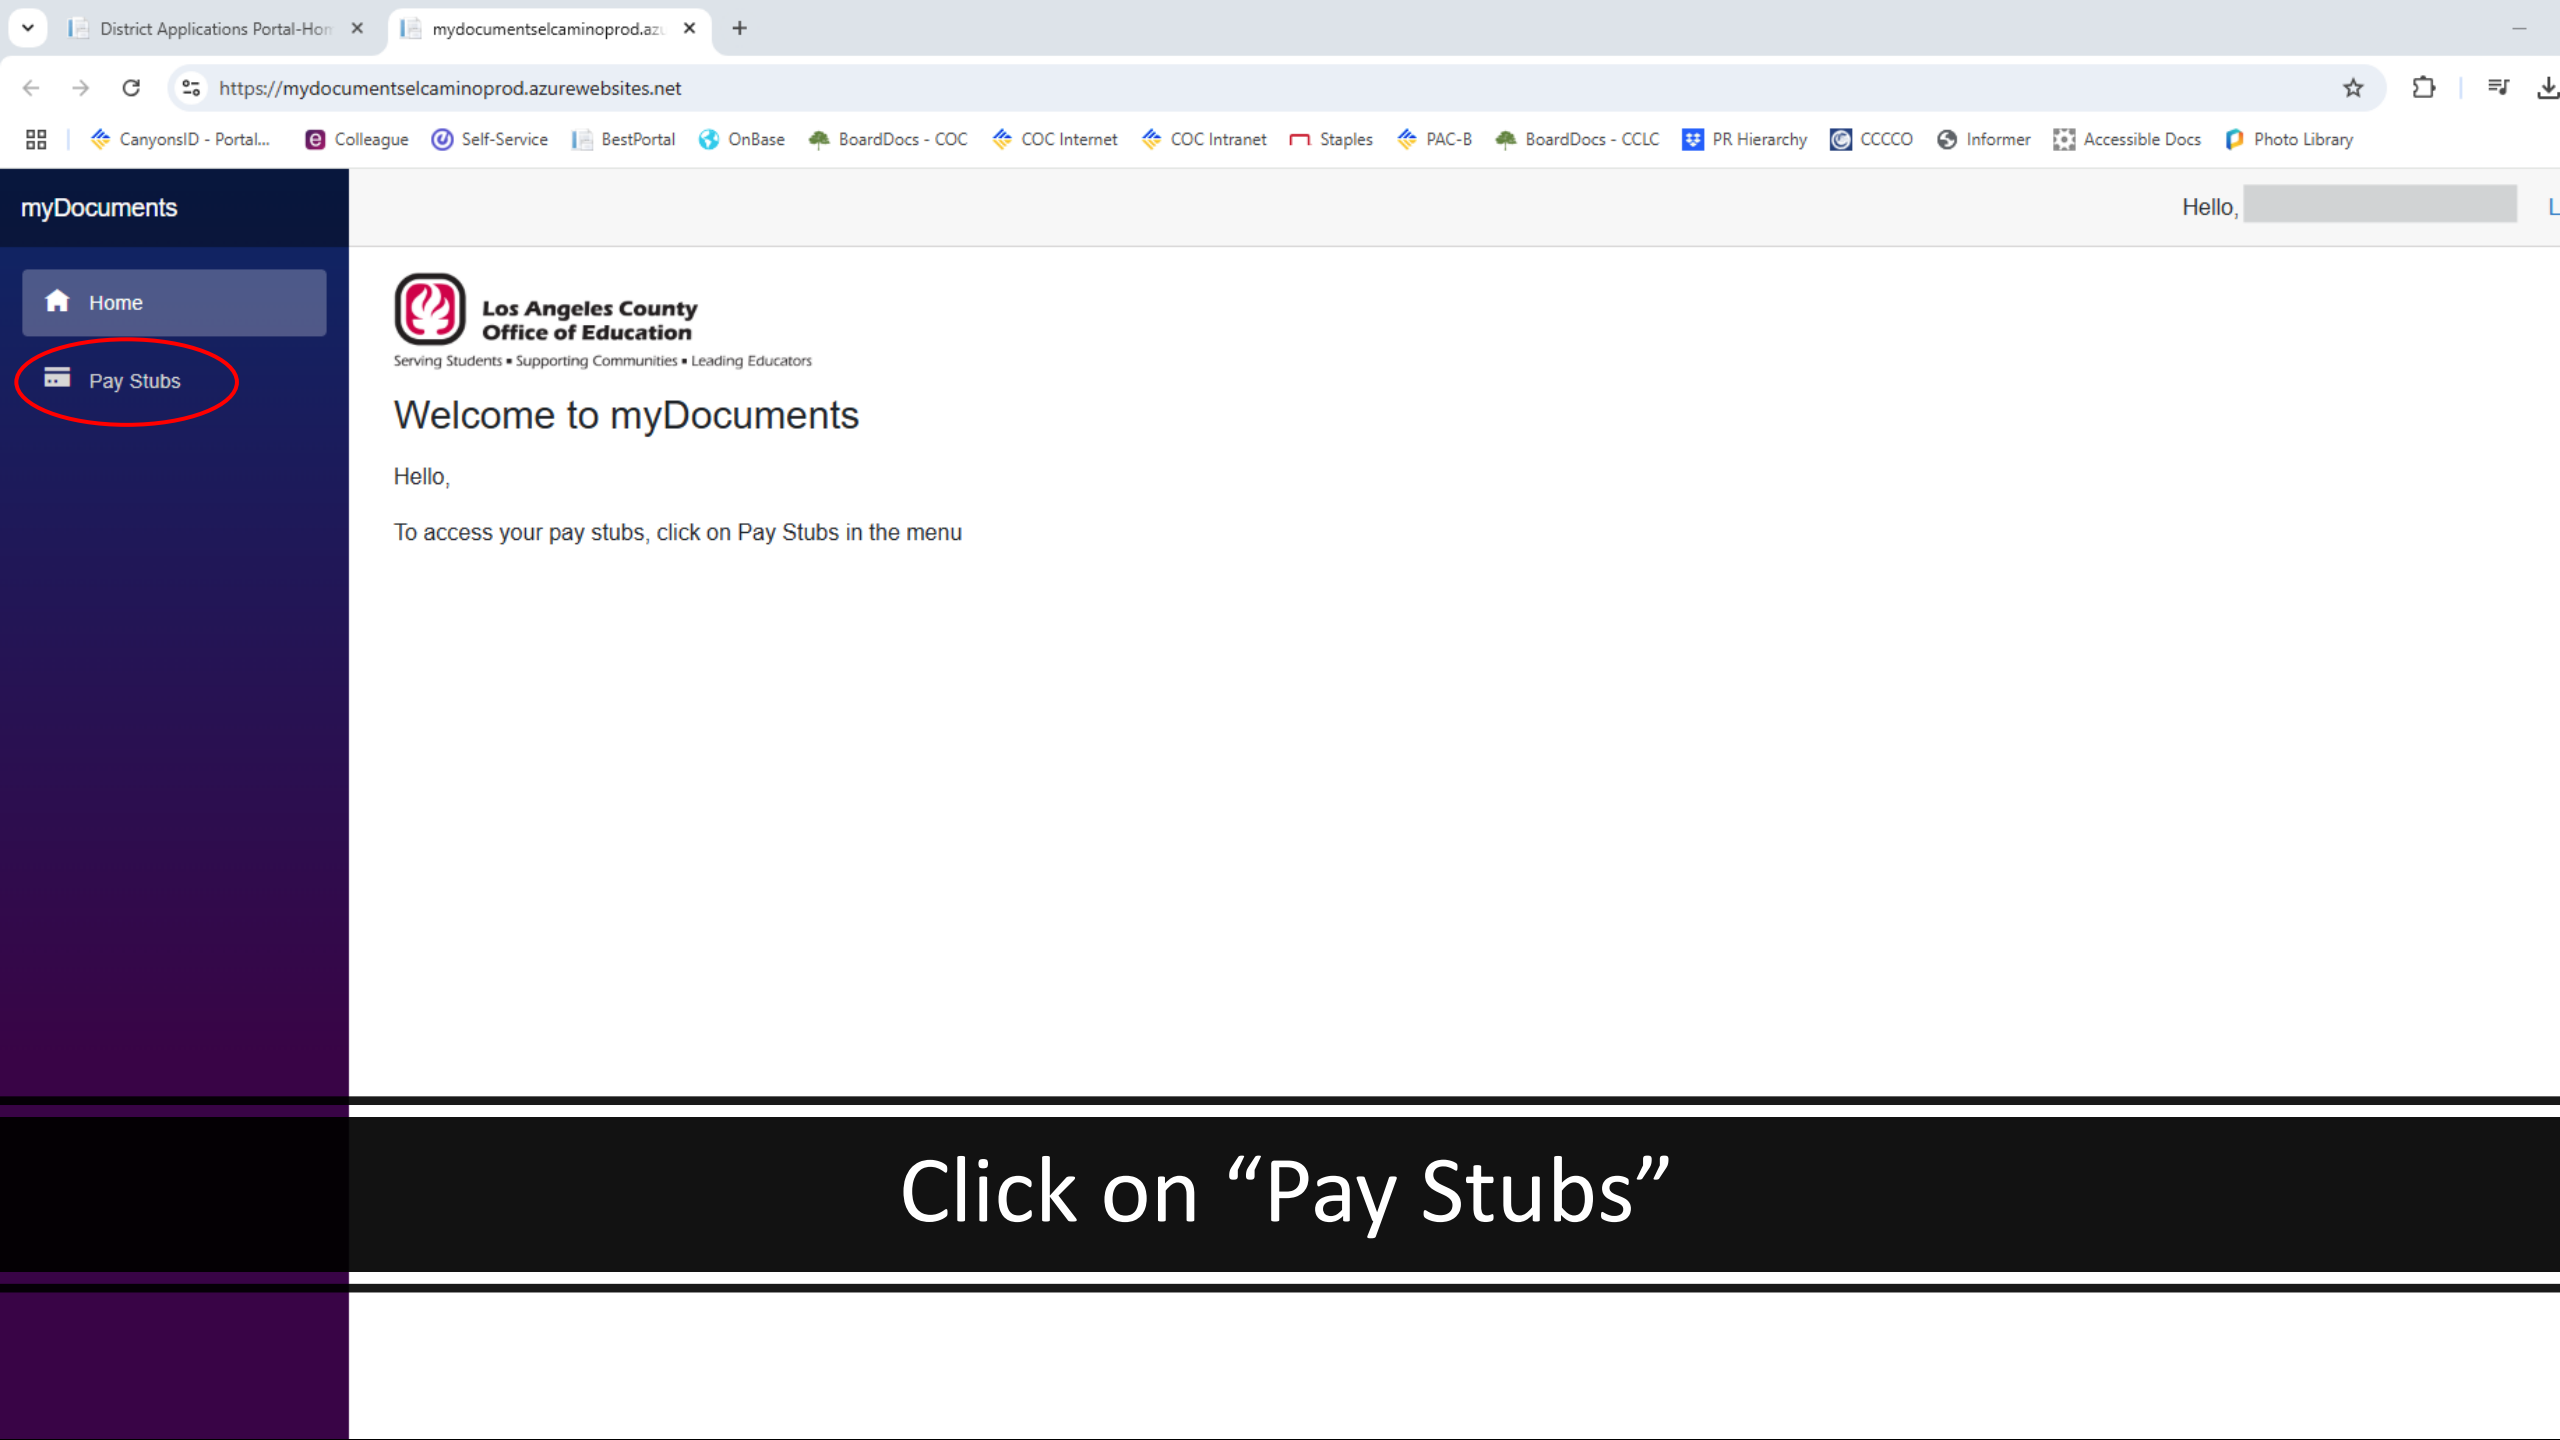 District Applications Portal-Hom
mydocumentselcaminoprod.azu
https://mydocumentselcaminoprod.azurewebsites.net
CanyonsID - Portal...
Colleague
Self-Service
BestPortal
OnBase
BoardDocs - COC
COC Internet
COC Intranet
Staples
PAC-B
BoardDocs - CCLC
PR Hierarchy
CCCCO
Informer
Accessible Docs
Photo Library
myDocuments
Hello,
L
Home
Pay Stubs
Los Angeles County
Office of Education
Serving Students ▪ Supporting Communities ▪ Leading Educators
Welcome to myDocuments
Hello,
To access your pay stubs, click on Pay Stubs in the menu
Click on “Pay Stubs”